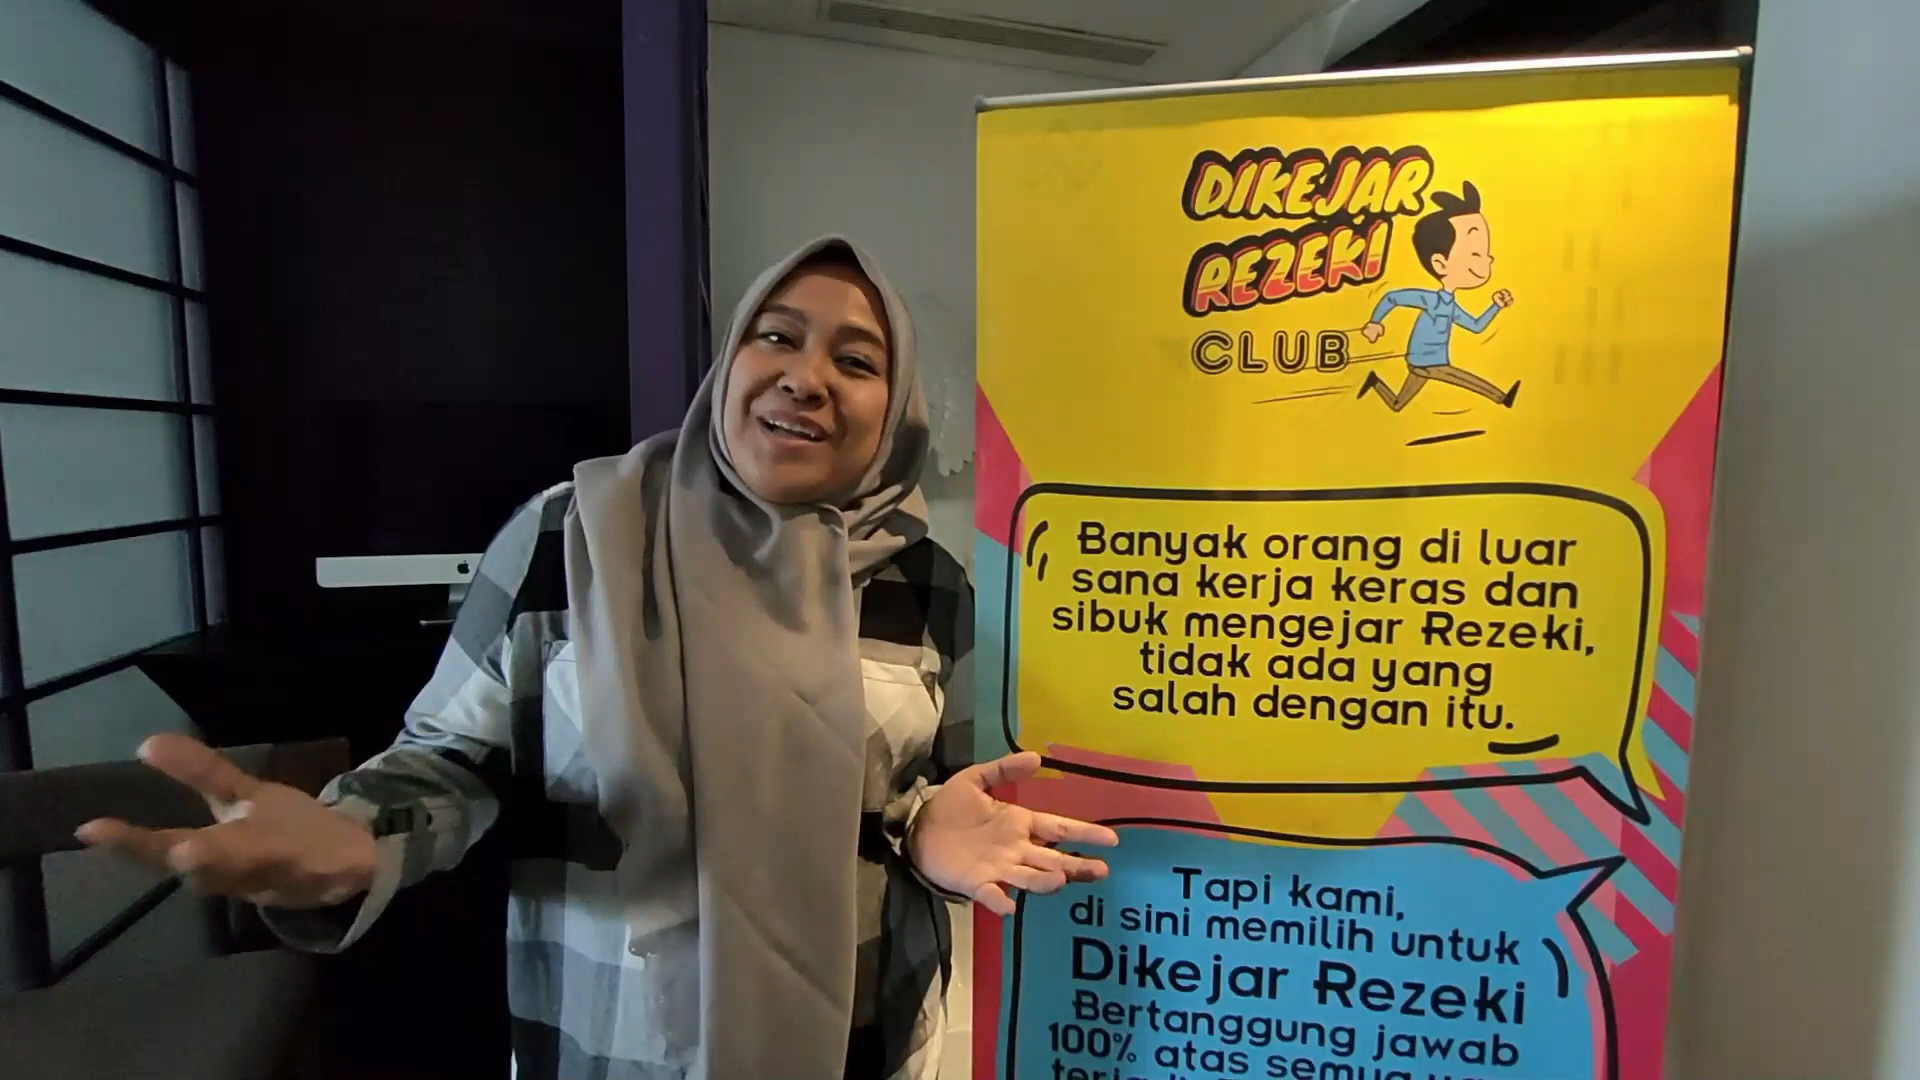 DIKEJAR
REZEKI
CLUB
Banyak orang di luar
sana kerja keras dan
sibuk mengejar Rezeki,
tidak ada yang
salah dengan itu.
Tapi kami,
di sini memilih untuk
Dikejar Rezeki
Bertanggung jawab
100% atas semua